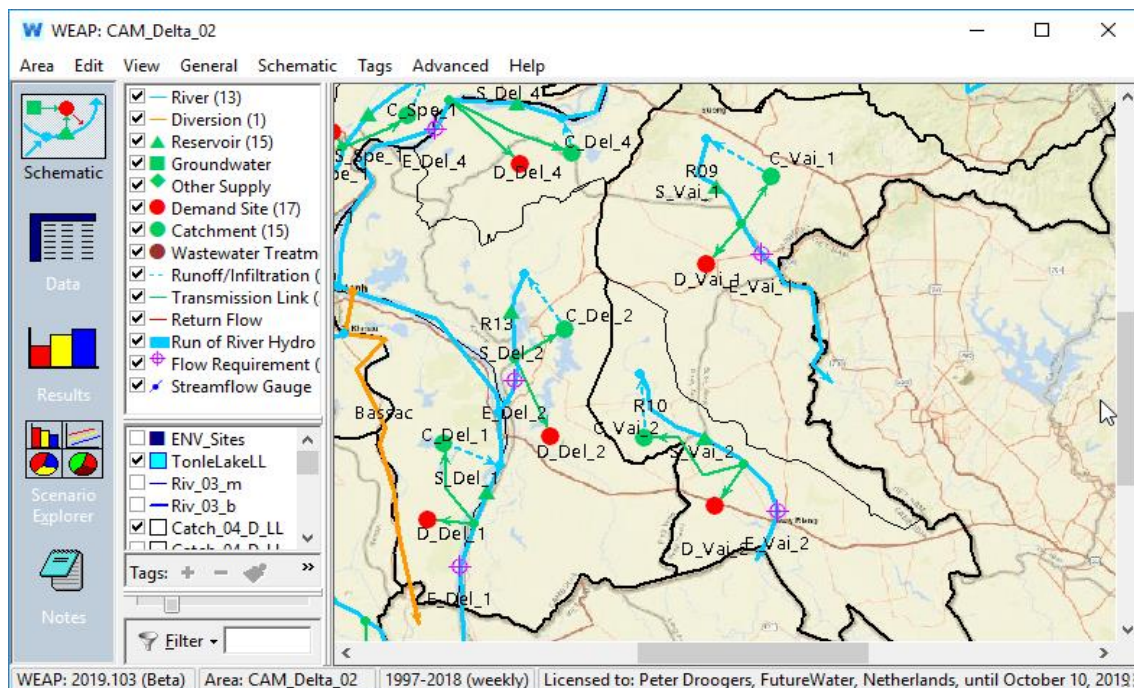 WEAP: CAM_Delta_02
Area Edit View General Schematic Tags Advanced Help
Schematic
Data
Results
Scenario
Explorer
Notes
River (13)
Diversion (1)
Reservoir (15)
Groundwater
Other Supply
Demand Site (17)
Catchment (15)
Wastewater Treatm
Runoff/Infiltration (
Transmission Link (
Return Flow
Run of River Hydro
Flow Requirement (
Streamflow Gauge
ENV_Sites
TonleLakeLL
Riv_03_m
Riv_03_b
Catch_04_D_LL
Catch_04_D_LL
Tags: + − »
Filter
S_Del_4
C_Spe_1
S_Spe_1
E_Del_4
C_Del_4
D_Del_4
C_Vai_1
R09
S_Vai_1
D_Vai_1
E_Vai_1
C_Del_2
R13
S_Del_2
E_Del_2
D_Del_2
R10
C_Vai_2
S_Vai_2
D_Vai_2
E_Vai_2
Bassac
C_Del_1
S_Del_1
D_Del_1
E_Del_1
WEAP: 2019.103 (Beta) Area: CAM_Delta_02 1997-2018 (weekly) Licensed to: Peter Droogers, FutureWater, Netherlands, until October 10, 2019